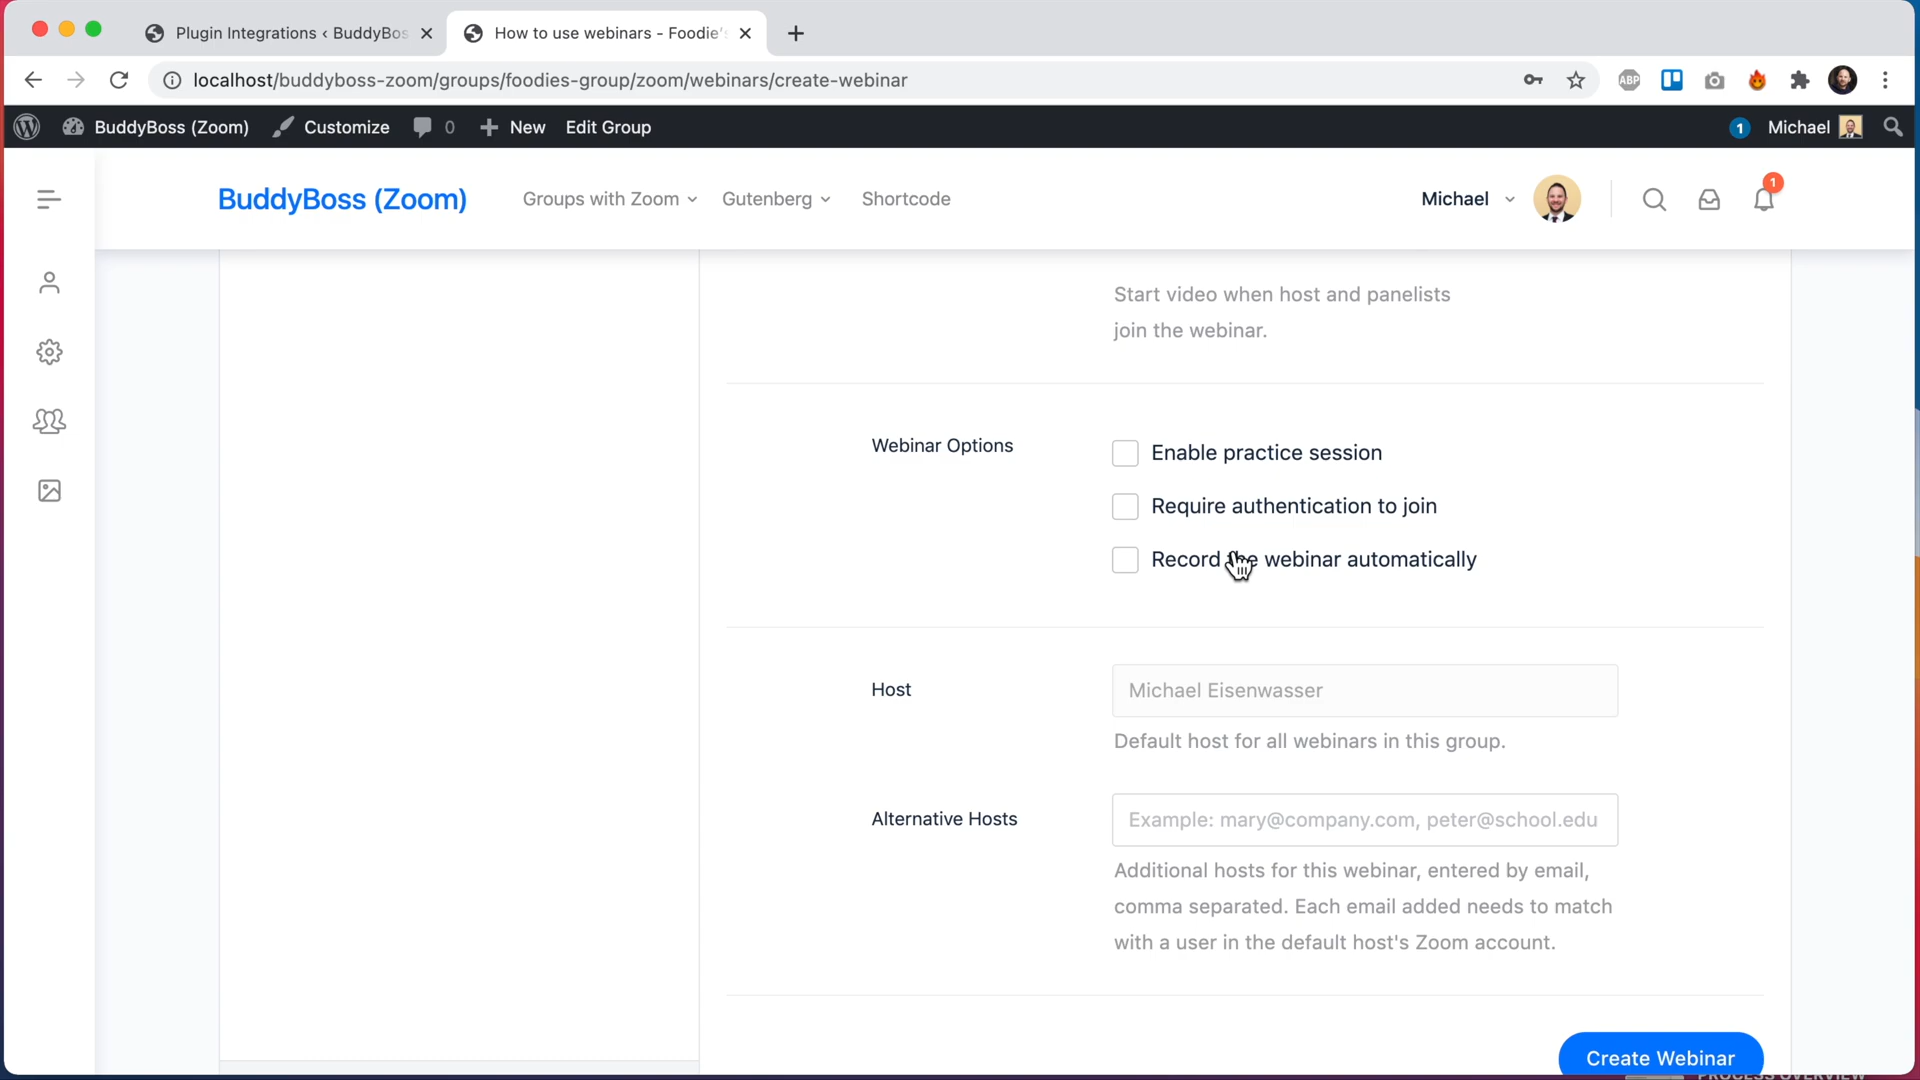 Plugin Integrations ‹ BuddyBos
How to use webinars - Foodie's
localhost/buddyboss-zoom/groups/foodies-group/zoom/webinars/create-webinar
ABP
BuddyBoss (Zoom)
Customize
0
New
Edit Group
1
Michael
BuddyBoss (Zoom)
Groups with Zoom
Gutenberg
Shortcode
Michael
1
Start video when host and panelists
join the webinar.
Webinar Options
Enable practice session
Require authentication to join
Record the webinar automatically
Host
Michael Eisenwasser
Default host for all webinars in this group.
Alternative Hosts
Example: mary@company.com, peter@school.edu
Additional hosts for this webinar, entered by email,
comma separated. Each email added needs to match
with a user in the default host's Zoom account.
Create Webinar
PROCESS OVERVIEW